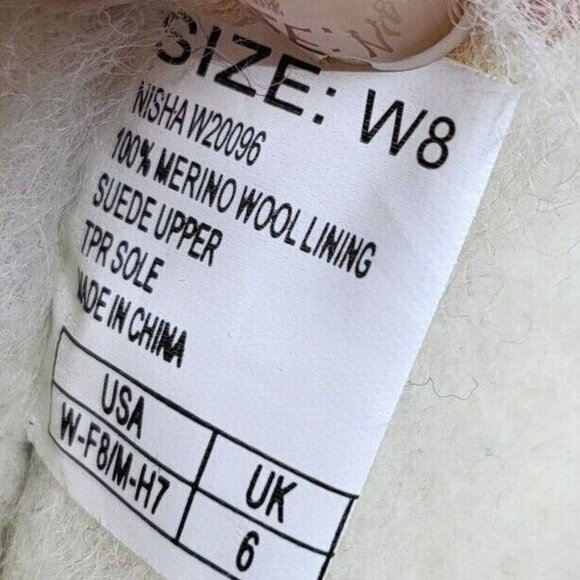 SIZE: W8
NISHA W20096
100% MERINO WOOL LINING
SUEDE UPPER
TPR SOLE
MADE IN CHINA
USA UK
W-F8/M-H7 6